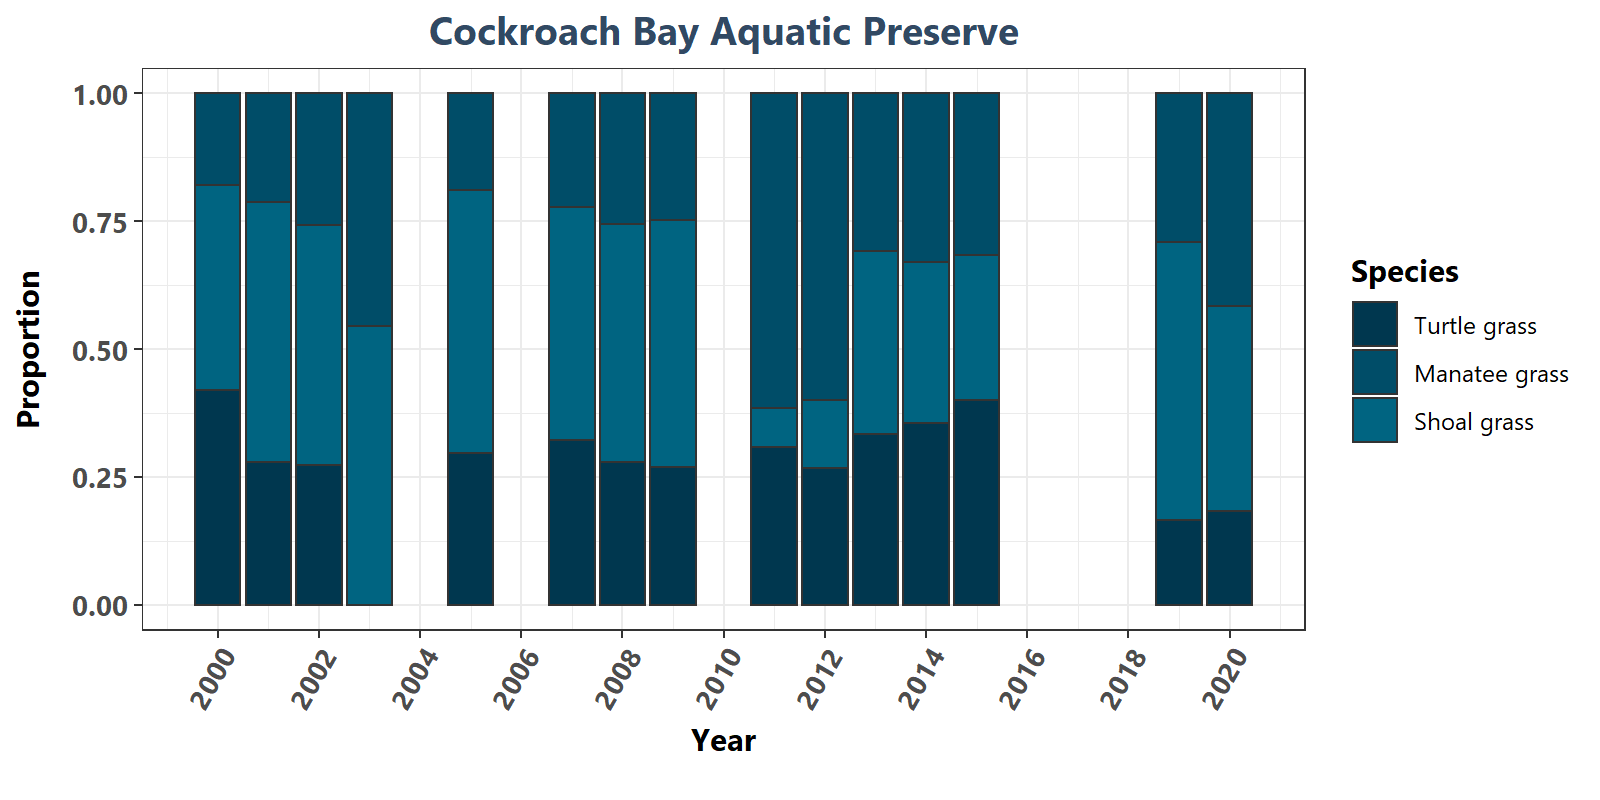 Cockroach Bay Aquatic Preserve
1.00
0.75
0.50
0.25
0.00
Proportion
2000
2002
2004
2006
2008
2010
2012
2014
2016
2018
2020
Year
Species
Turtle grass
Manatee grass
Shoal grass